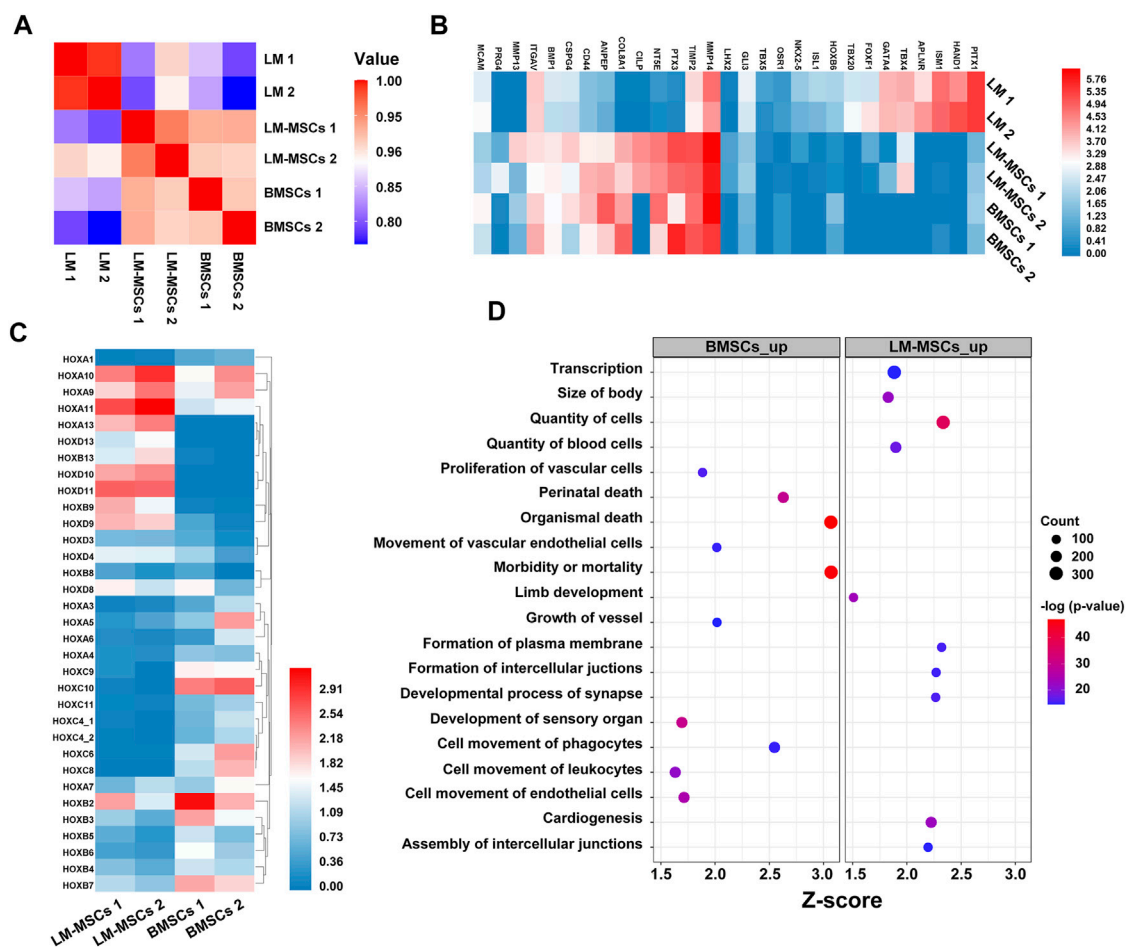 A
LM 1
LM 2
LM-MSCs 1
LM-MSCs 2
BMSCs 1
BMSCs 2
LM 1
LM 2
LM-MSCs 1
LM-MSCs 2
BMSCs 1
BMSCs 2
Value
1.00
0.95
0.96
0.85
0.80
B
MCAM
PRG4
MMP13
ITGAV
BMP1
CSPG4
CD44
ANPEP
COL8A1
CILP
NT5E
PTX3
TIMP2
MMP14
LHX2
GLI3
TBX5
OSR1
NKX2-5
ISL1
HOXB6
TBX20
FOXF1
GATA4
TBX4
APLNR
ISM1
HAND1
PITX1
LM 1
LM 2
LM-MSCs 1
LM-MSCs 2
BMSCs 1
BMSCs 2
5.76
5.35
4.94
4.53
4.12
3.70
3.29
2.88
2.47
2.06
1.65
1.23
0.82
0.41
0.00
C
HOXA1
HOXA10
HOXA9
HOXA11
HOXA13
HOXD13
HOXB13
HOXD10
HOXD11
HOXB9
HOXD9
HOXD3
HOXD4
HOXB8
HOXD8
HOXA3
HOXA5
HOXA6
HOXA4
HOXC9
HOXC10
HOXC11
HOXC4_1
HOXC4_2
HOXC6
HOXC8
HOXA7
HOXB2
HOXB3
HOXB5
HOXB6
HOXB4
HOXB7
LM-MSCs 1
LM-MSCs 2
BMSCs 1
BMSCs 2
2.91
2.54
2.18
1.82
1.45
1.09
0.73
0.36
0.00
D
BMSCs_up
LM-MSCs_up
Transcription
Size of body
Quantity of cells
Quantity of blood cells
Proliferation of vascular cells
Perinatal death
Organismal death
Movement of vascular endothelial cells
Morbidity or mortality
Limb development
Growth of vessel
Formation of plasma membrane
Formation of intercellular juctions
Developmental process of synapse
Development of sensory organ
Cell movement of phagocytes
Cell movement of leukocytes
Cell movement of endothelial cells
Cardiogenesis
Assembly of intercellular junctions
1.5 2.0 2.5 3.0
1.5 2.0 2.5 3.0
Z-score
Count
100
200
300
-log (p-value)
40
30
20